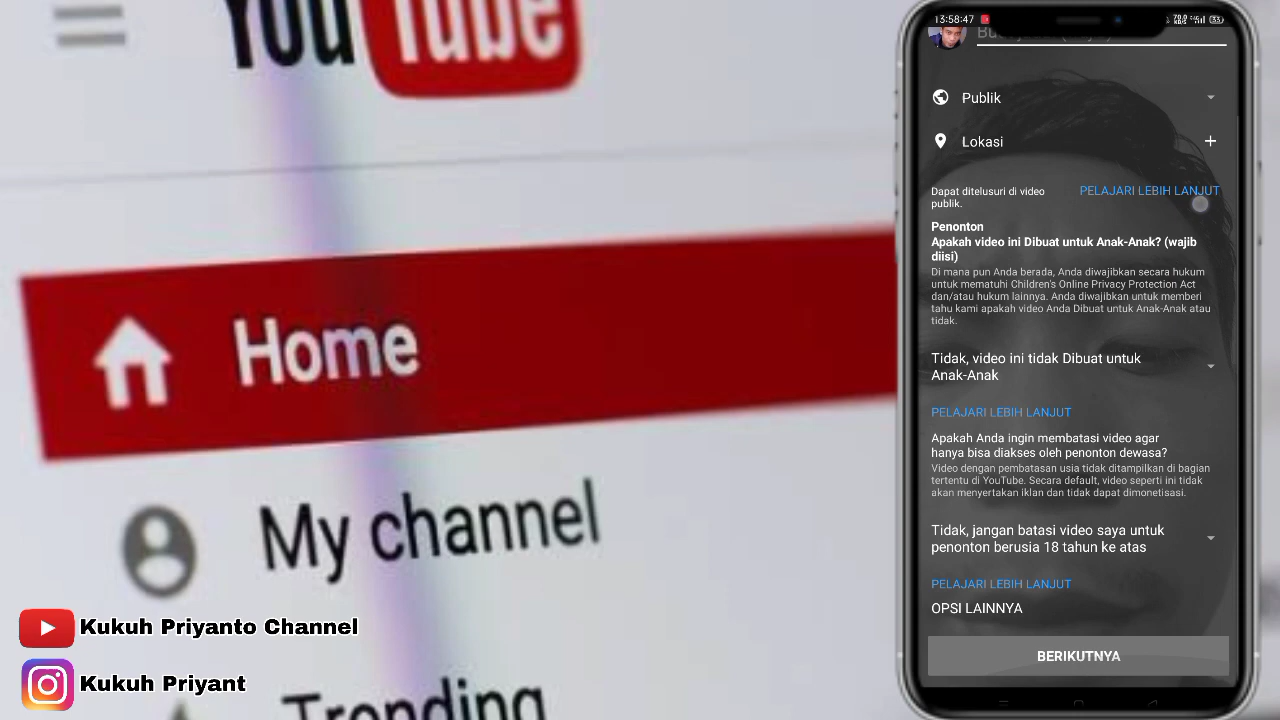 YouTube
Home
My channel
Trending
Kukuh Priyanto Channel
Kukuh Priyant
13:58:47
Publik
Lokasi
Dapat ditelusuri di video
publik.
PELAJARI LEBIH LANJUT
Penonton
Apakah video ini Dibuat untuk Anak-Anak? (wajib
diisi)
Di mana pun Anda berada, Anda diwajibkan secara hukum
untuk mematuhi Children's Online Privacy Protection Act
dan/atau hukum lainnya. Anda diwajibkan untuk memberi
tahu kami apakah video Anda Dibuat untuk Anak-Anak atau
tidak.
Tidak, video ini tidak Dibuat untuk
Anak-Anak
PELAJARI LEBIH LANJUT
Apakah Anda ingin membatasi video agar
hanya bisa diakses oleh penonton dewasa?
Video dengan pembatasan usia tidak ditampilkan di bagian
tertentu di YouTube. Secara default, video seperti ini tidak
akan menyertakan iklan dan tidak dapat dimonetisasi.
Tidak, jangan batasi video saya untuk
penonton berusia 18 tahun ke atas
PELAJARI LEBIH LANJUT
OPSI LAINNYA
BERIKUTNYA